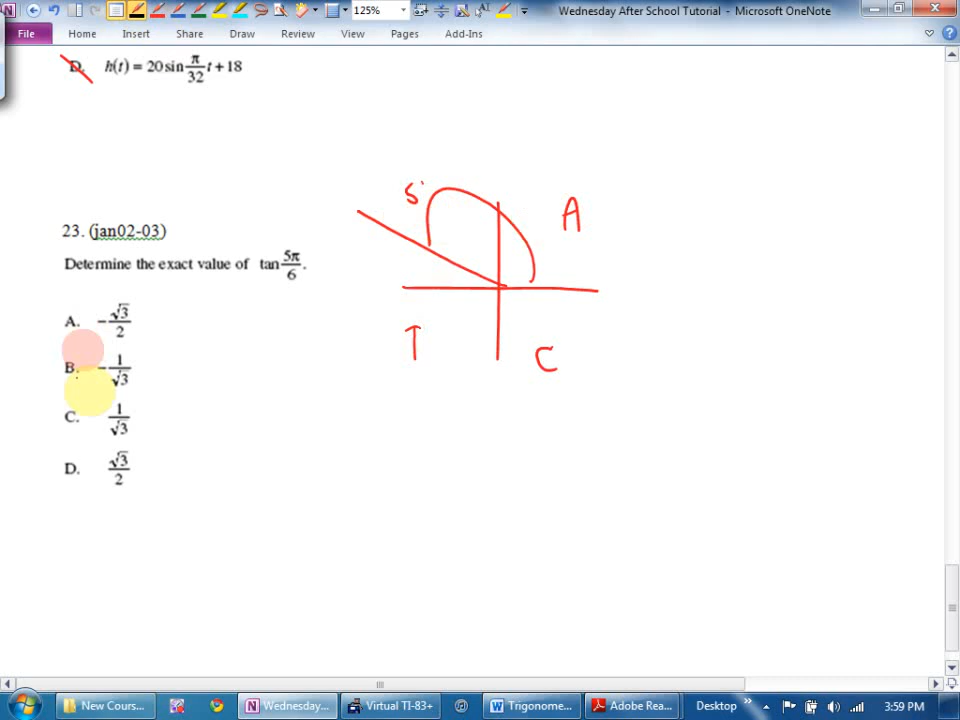 125%
Wednesday After School Tutorial - Microsoft OneNote
File Home Insert Share Draw Review View Pages Add-Ins
D. h(t) = 20 sin π/32 t + 18
S A
23. (jan02-03)
Determine the exact value of tan 5π/6.
A. -√3/2
B. -1/√3
T C
C. 1/√3
D. √3/2
New Cours... Wednesday... Virtual TI-83+ Trigonome... Adobe Rea... Desktop » 3:59 PM